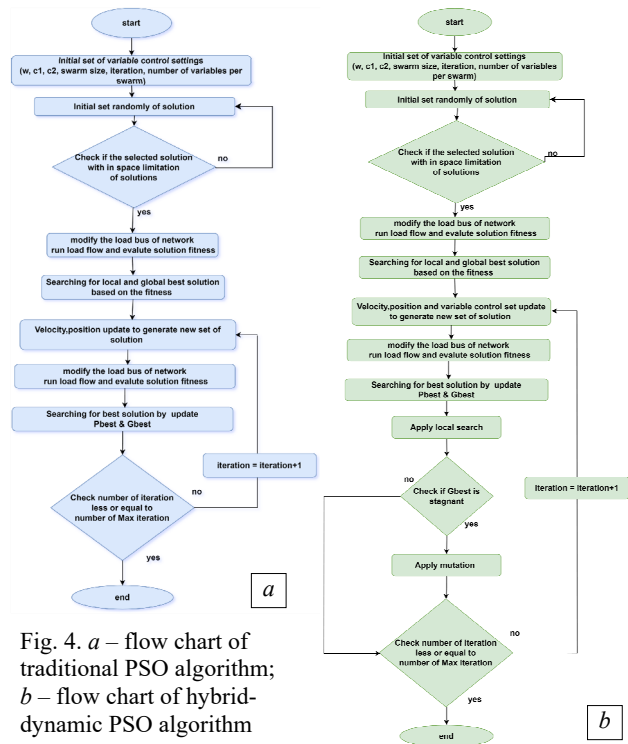 start
Initial set of variable control settings
(w, c1, c2, swarm size, iteration, number of variables per
swarm)
Initial set randomly of solution
Check if the selected solution
with in space limitation
of solutions
no
yes
modify the load bus of network
run load flow and evalute solution fitness
Searching for local and global best solution
based on the fitness
Velocity,position update to generate new set of
solution
modify the load bus of network
run load flow and evalute solution fitness
Searching for best solution by update
Pbest & Gbest
iteration = iteration+1
Check number of iteration
less or equal to
number of Max iteration
no
yes
end
a
Fig. 4. a – flow chart of
traditional PSO algorithm;
b – flow chart of hybrid-
dynamic PSO algorithm
start
Initial set of variable control settings
(w, c1, c2, swarm size, iteration, number of variables per
swarm)
Initial set randomly of solution
Check if the selected solution
with in space limitation
of solutions
no
yes
modify the load bus of network
run load flow and evalute solution fitness
Searching for local and global best solution
based on the fitness
Velocity,position and variable control set update
to generate new set of solution
modify the load bus of network
run load flow and evalute solution fitness
Searching for best solution by update
Pbest & Gbest
Apply local search
no
Check if Gbest is
stagnant
iteration = iteration+1
yes
Apply mutation
Check number of iteration
less or equal to
number of Max iteration
no
yes
end
b